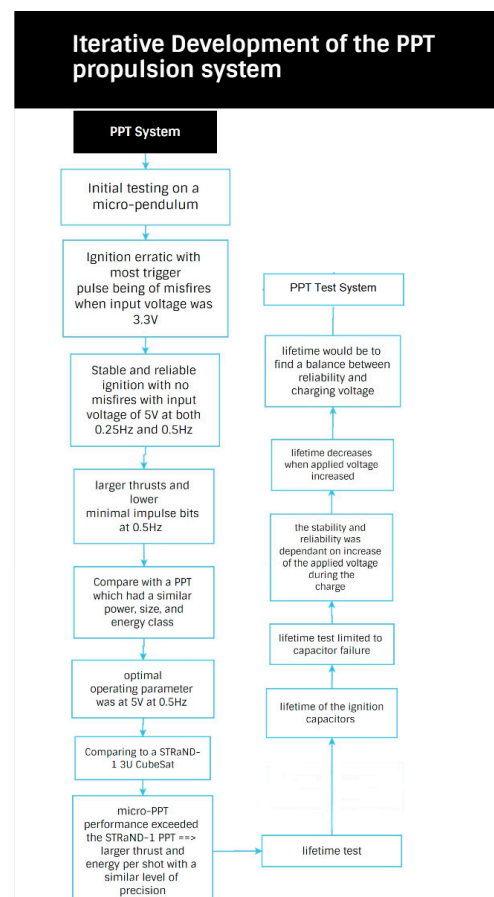 Iterative Development of the PPT
propulsion system
PPT System
Initial testing on a
micro-pendulum
Ignition erratic with
most trigger
pulse being of misfires
when input voltage was
3.3V
Stable and reliable
ignition with no
misfires with input
voltage of 5V at both
0.25Hz and 0.5Hz
larger thrusts and
lower
minimal impulse bits
at 0.5Hz
Compare with a PPT
which had a similar
power, size, and
energy class
optimal
operating parameter
was at 5V at 0.5Hz
Comparing to a STRaND-
1 3U CubeSat
micro-PPT
performance exceeded
the STRaND-1 PPT ==>
larger thrust and
energy per shot with a
similar level of
precision
lifetime test
lifetime of the ignition
capacitors
lifetime test limited to
capacitor failure
the stability and
reliability was
dependant on increase
of the applied voltage
during the
charge
lifetime decreases
when applied voltage
increased
lifetime would be to
find a balance between
reliability and
charging voltage
PPT Test System